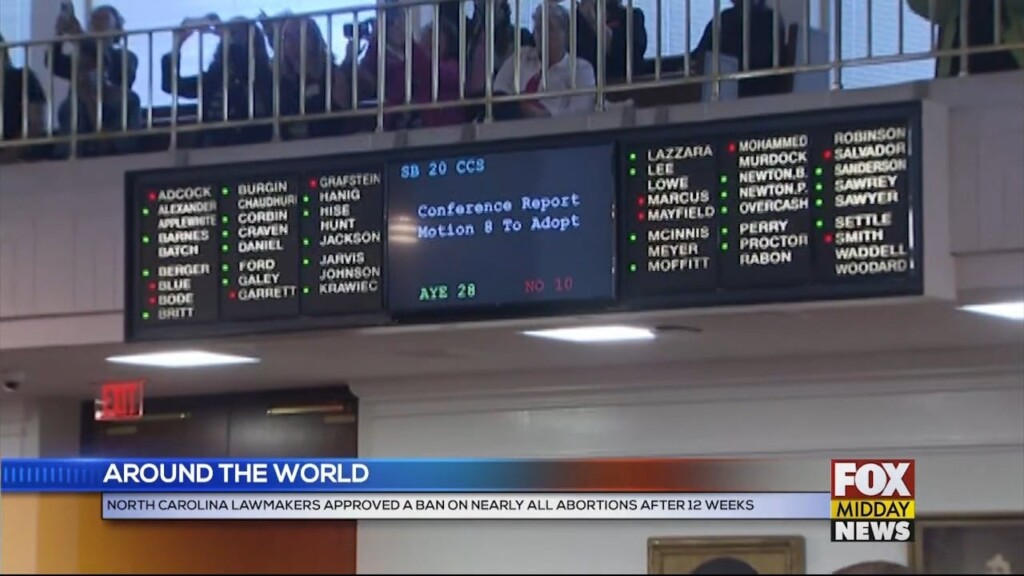 SB 20 CCS
Conference Report
Motion 8 To Adopt
AYE 28 NO 10
ADCOCK
ALEXANDER
APPLEWHITE
BARNES
BATCH
BERGER
BLUE
BODE
BRITT
BURGIN
CHAUDHURI
CORBIN
CRAVEN
DANIEL
FORD
GALEY
GARRETT
GRAFSTEIN
HANIG
HISE
HUNT
JACKSON
JARVIS
JOHNSON
KRAWIEC
LAZZARA
LEE
LOWE
MARCUS
MAYFIELD
MCINNIS
MEYER
MOFFITT
MOHAMMED
MURDOCK
NEWTON.B.
NEWTON.P.
OVERCASH
PERRY
PROCTOR
RABON
ROBINSON
SALVADOR
SANDERSON
SAWREY
SAWYER
SETTLE
SMITH
WADDELL
WOODARD
EXIT
AROUND THE WORLD
NORTH CAROLINA LAWMAKERS APPROVED A BAN ON NEARLY ALL ABORTIONS AFTER 12 WEEKS
FOX
MIDDAY
NEWS